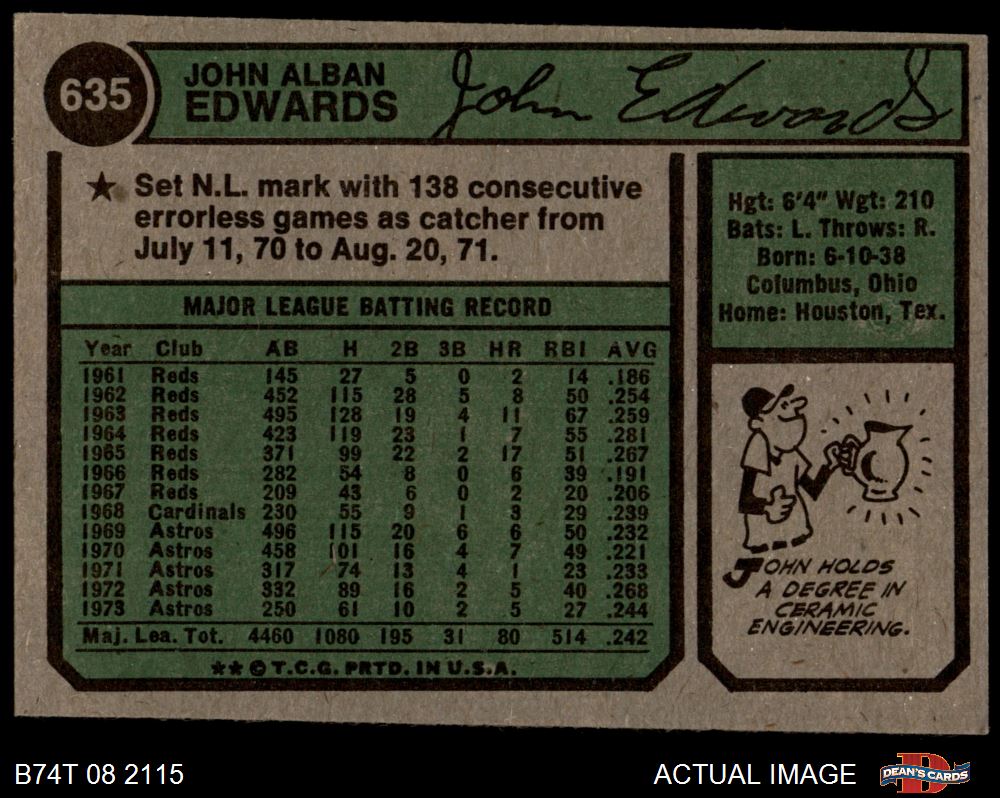 635
JOHN ALBAN
EDWARDS
John Edwards
★ Set N.L. mark with 138 consecutive
errorless games as catcher from
July 11, 70 to Aug. 20, 71.
Hgt: 6'4" Wgt: 210
Bats: L. Throws: R.
Born: 6-10-38
Columbus, Ohio
Home: Houston, Tex.
MAJOR LEAGUE BATTING RECORD
Year Club AB H 2B 3B HR RBI AVG
1961 Reds 145 27 5 0 2 14 .186
1962 Reds 452 115 28 5 8 50 .254
1963 Reds 495 128 19 4 11 67 .259
1964 Reds 423 119 23 1 7 55 .281
1965 Reds 371 99 22 2 17 51 .267
1966 Reds 282 54 8 0 6 39 .191
1967 Reds 209 43 6 0 2 20 .206
1968 Cardinals 230 55 9 1 3 29 .239
1969 Astros 496 115 20 6 6 50 .232
1970 Astros 458 101 16 4 7 49 .221
1971 Astros 317 74 13 4 1 23 .233
1972 Astros 332 89 16 2 5 40 .268
1973 Astros 250 61 10 2 5 27 .244
Maj. Lea. Tot. 4460 1080 195 31 80 514 .242
★★ © T.C.G. PRTD. IN U.S.A.
JOHN HOLDS
A DEGREE IN
CERAMIC
ENGINEERING.
B74T 08 2115
ACTUAL IMAGE
D
DEAN'S CARDS